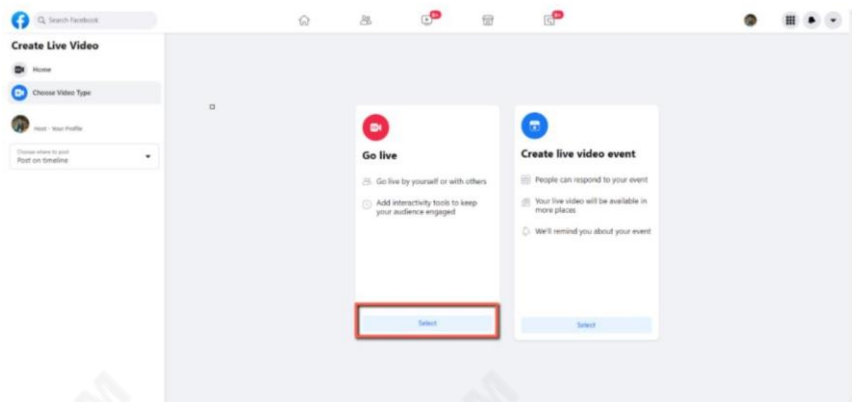 Search Facebook
9+
9+
Create Live Video
Home
Choose Video Type
Host - Your Profile
Choose where to post
Post on timeline
Go live
Go live by yourself or with others
Add interactivity tools to keep
your audience engaged
Select
Create live video event
People can respond to your event
Your live video will be available in
more places
We'll remind you about your event
Select